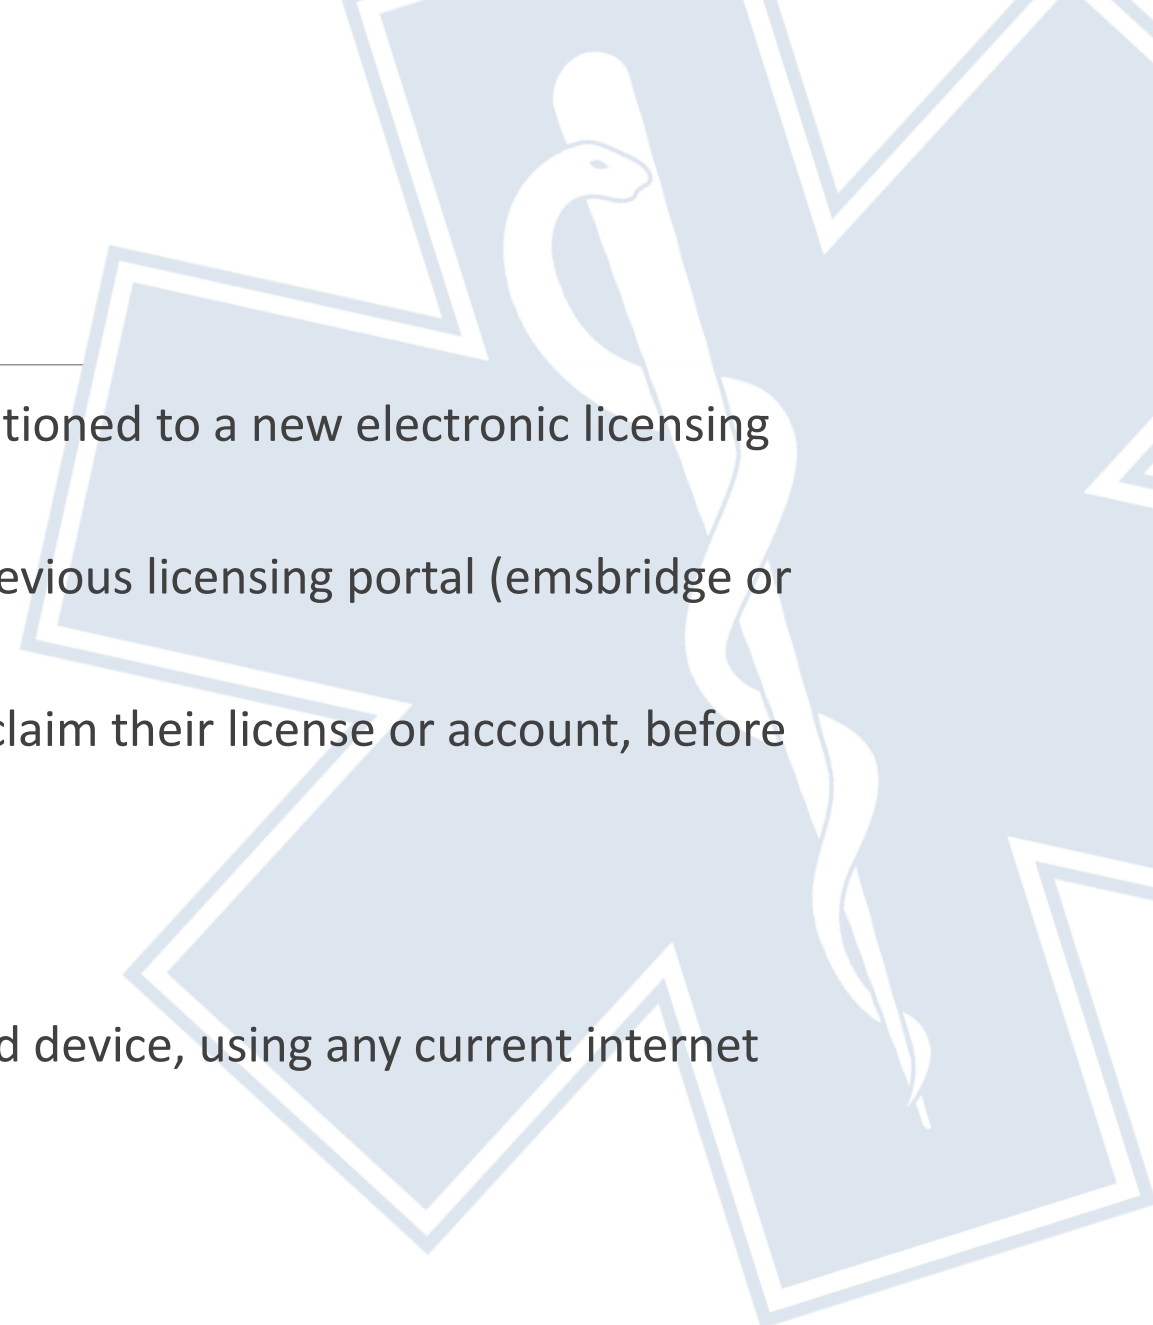 tioned to a new electronic licensing
evious licensing portal (emsbridge or
claim their license or account, before
d device, using any current internet